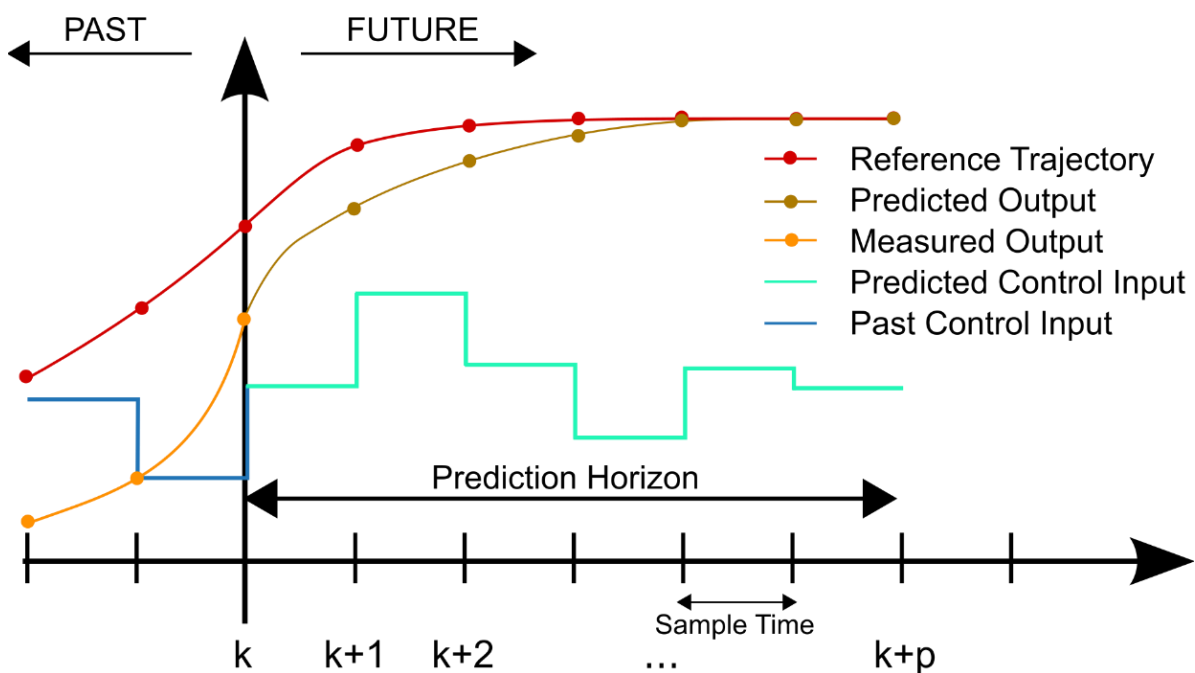 PAST
FUTURE
Reference Trajectory
Predicted Output
Measured Output
Predicted Control Input
Past Control Input
Prediction Horizon
Sample Time
k
k+1
k+2
...
k+p